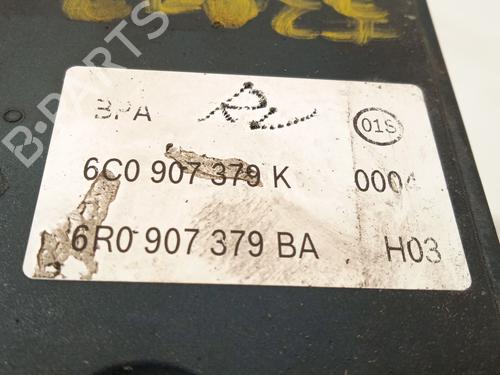 B-PARTS
BPA
01S
6C0 907 379 K 0004
6R0 907 379 BA H03